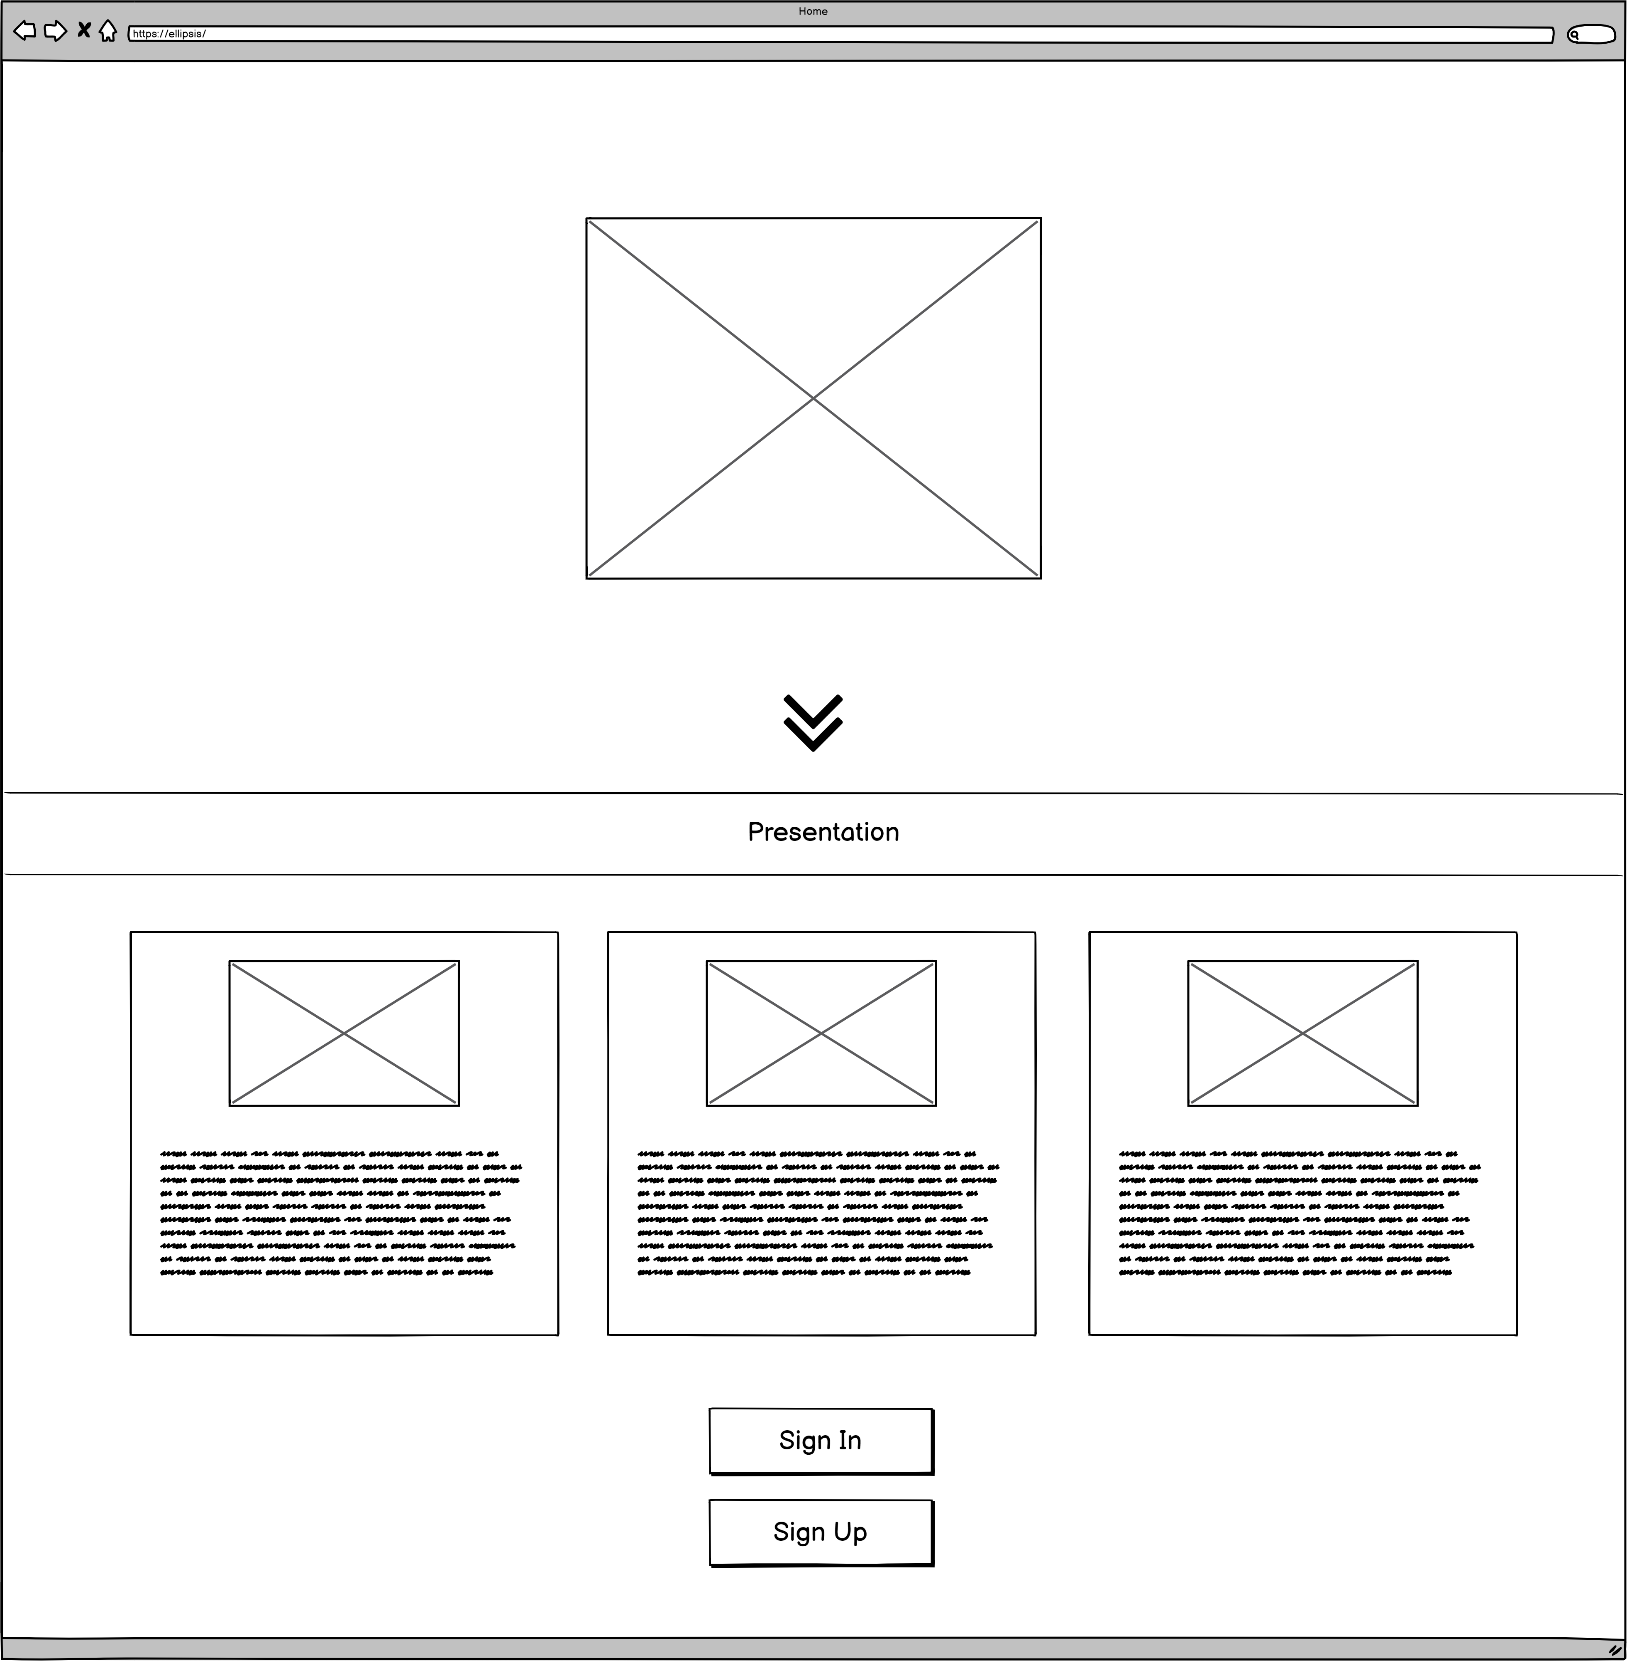 Home
https://ellipsis/
Presentation
Sign In
Sign Up